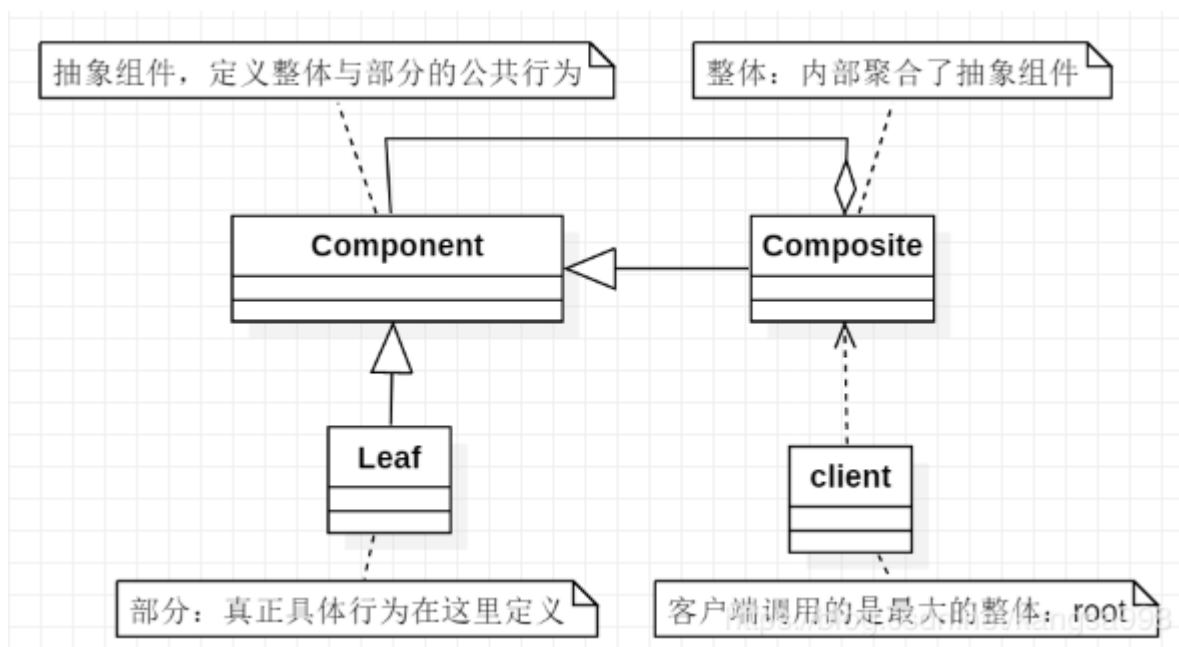 抽象组件，定义整体与部分的公共行为
整体：内部聚合了抽象组件
Component
Composite
Leaf
client
部分：真正具体行为在这里定义
客户端调用的是最大的整体：root